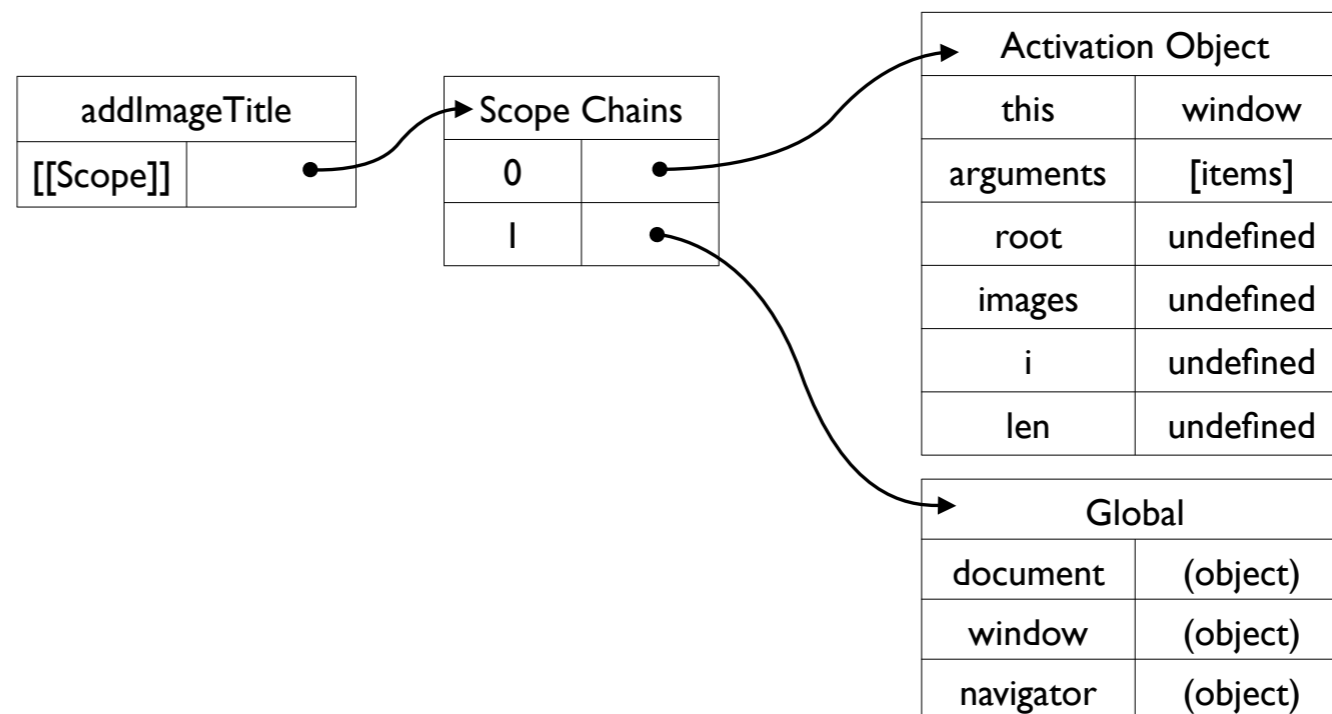 addImageTitle
[[Scope]]
Scope Chains
0
1
Activation Object
this window
arguments [items]
root undefined
images undefined
i undefined
len undefined
Global
document (object)
window (object)
navigator (object)